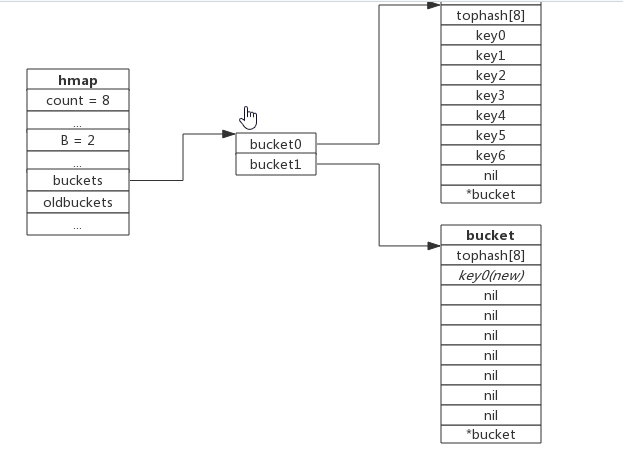 hmap
count = 8
...
B = 2
...
buckets
oldbuckets
...
bucket0
bucket1
tophash[8]
key0
key1
key2
key3
key4
key5
key6
nil
*bucket
bucket
tophash[8]
key0(new)
nil
nil
nil
nil
nil
nil
nil
*bucket